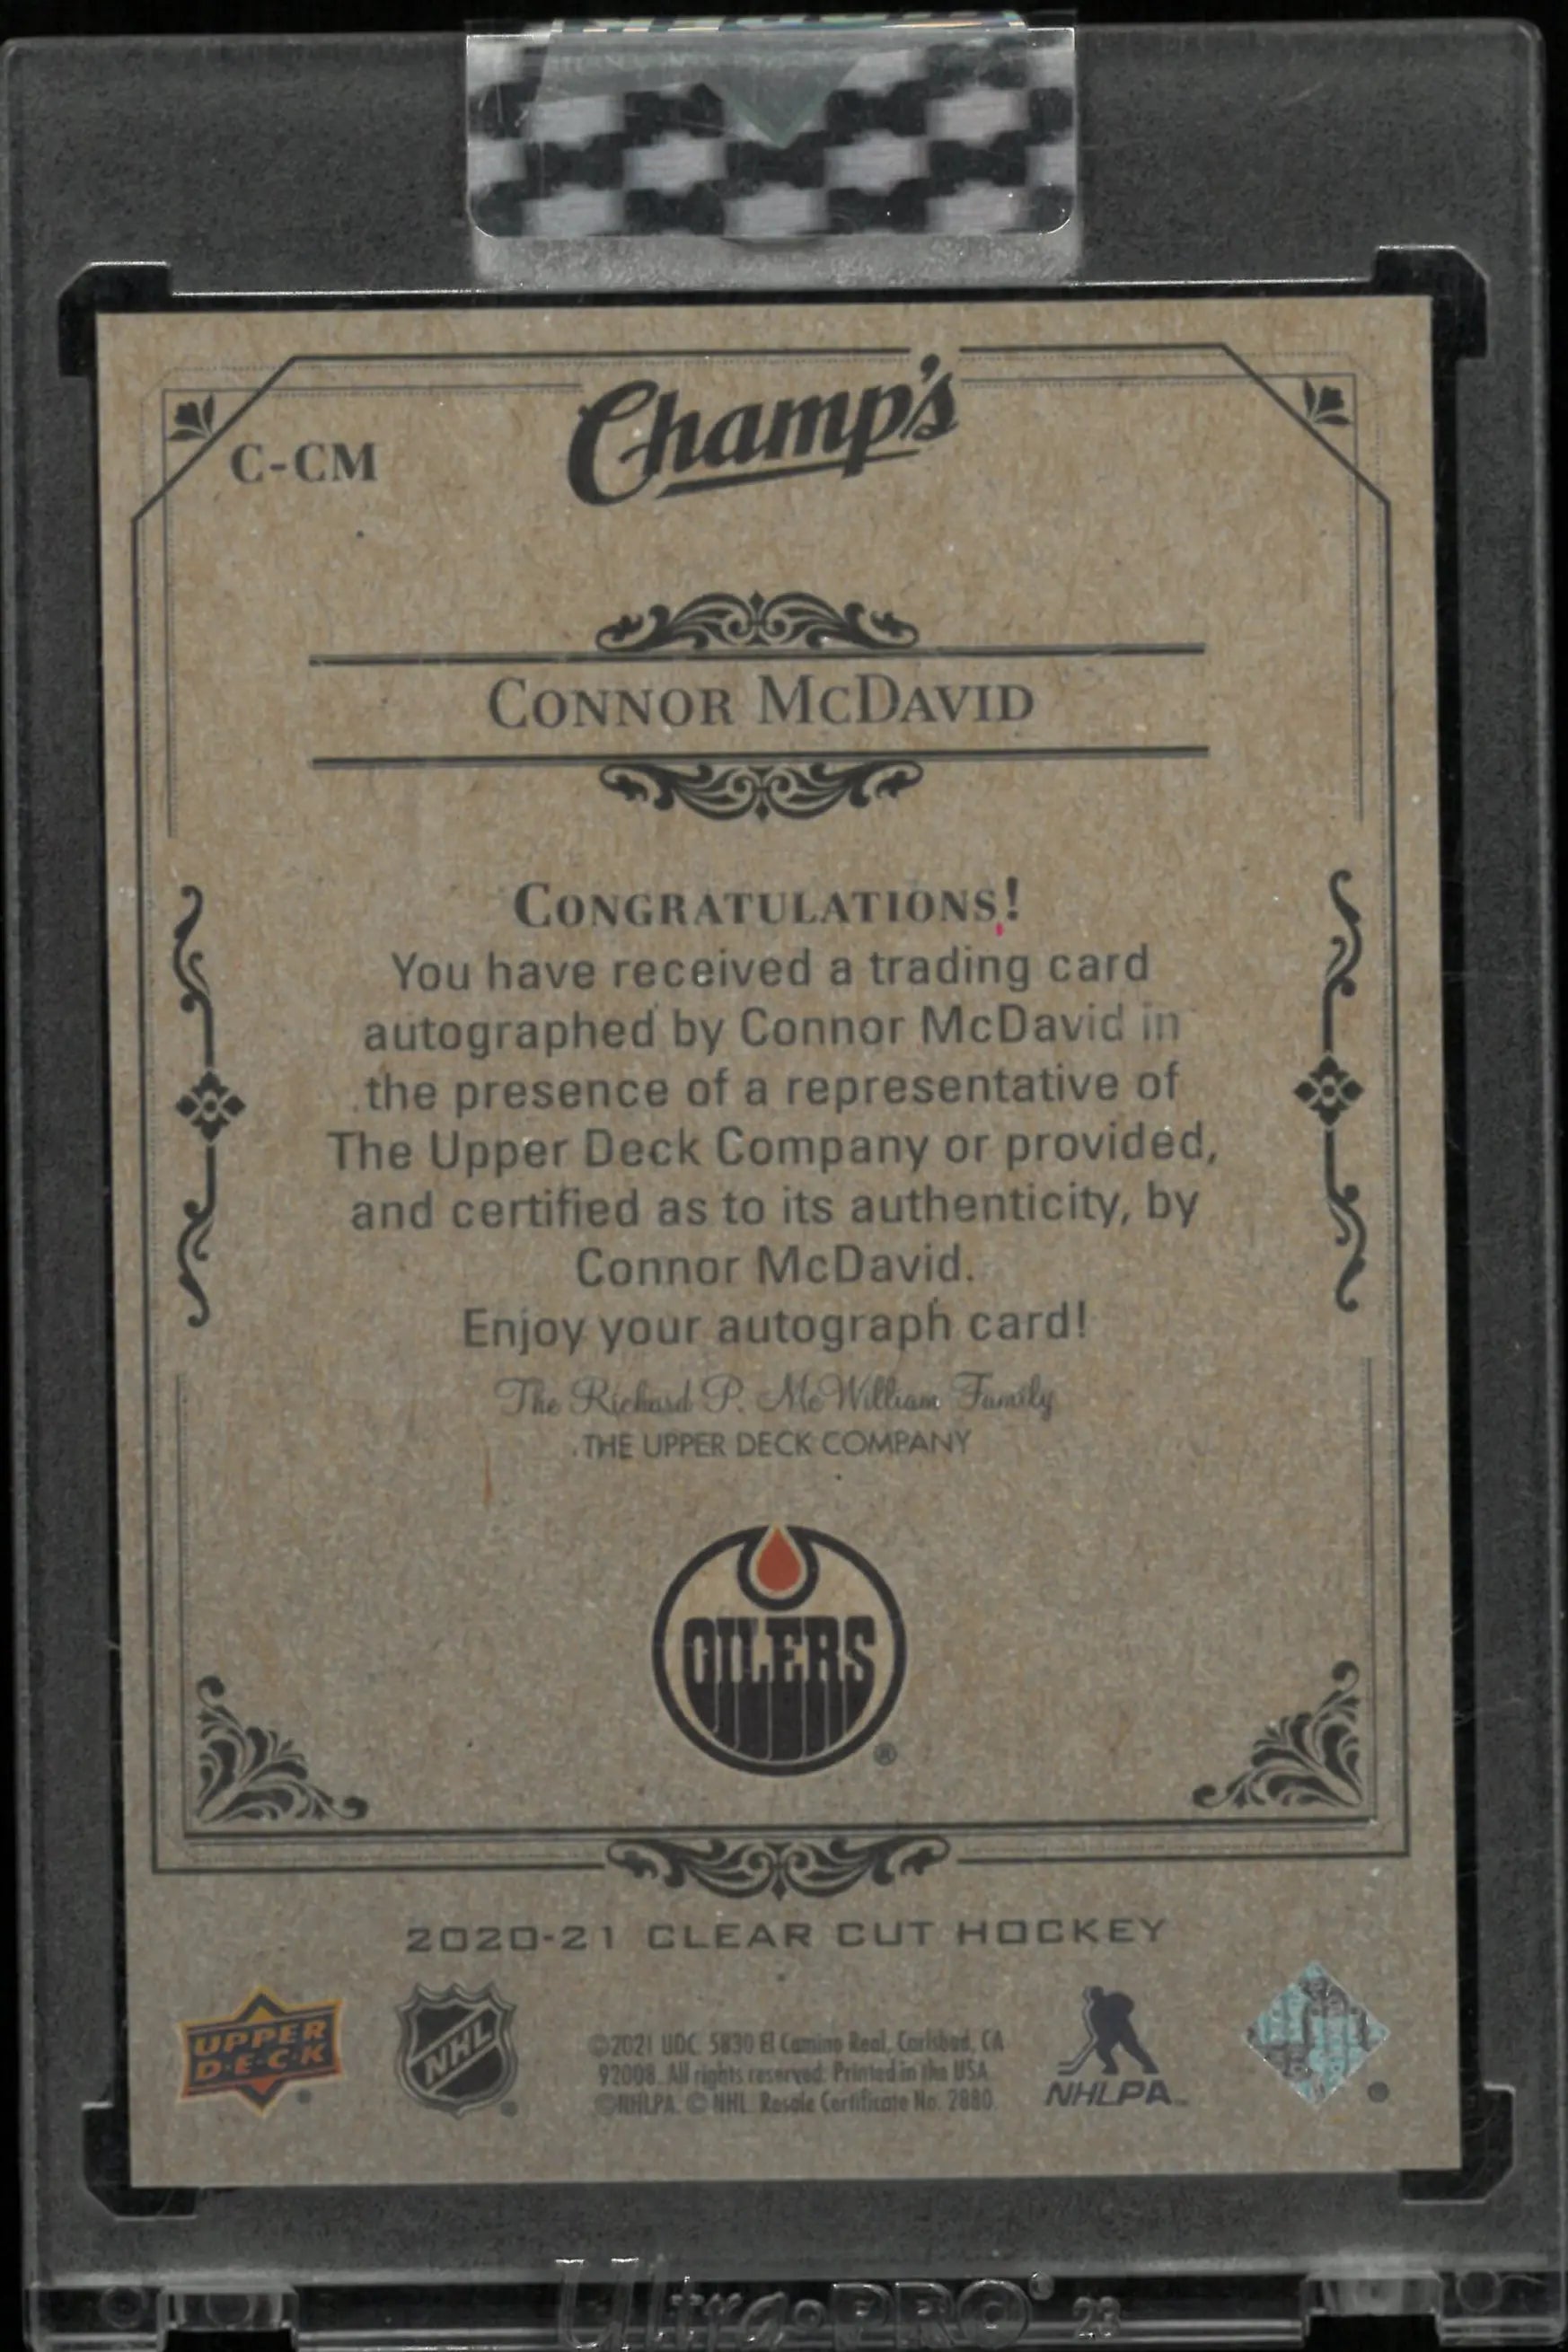 Champ's
C-CM
CONNOR MCDAVID
CONGRATULATIONS!
You have received a trading card
autographed by Connor McDavid in
the presence of a representative of
The Upper Deck Company or provided,
and certified as to its authenticity, by
Connor McDavid.
Enjoy your autograph card!
The Richard P. McWilliam Family
THE UPPER DECK COMPANY
OILERS
®
2020-21 CLEAR CUT HOCKEY
UPPER
D·E·C·K
®
NHL
®
©2021 UDC. 5830 El Camino Real, Carlsbad, CA
92008. All rights reserved. Printed in the USA.
©NHLPA. © NHL. Resale Certificate No. 2880.
NHLPA™
®
Ultra·PRO® 23